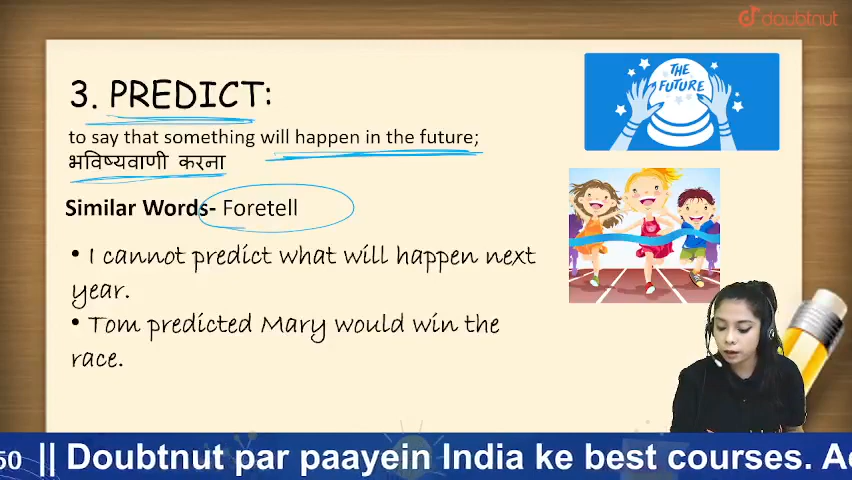 doubtnut
3. PREDICT:
THE
FUTURE
to say that something will happen in the future;
भविष्यवाणी करना
Similar Words- Foretell
• I cannot predict what will happen next
year.
• Tom predicted Mary would win the
race.
50 || Doubtnut par paayein India ke best courses.